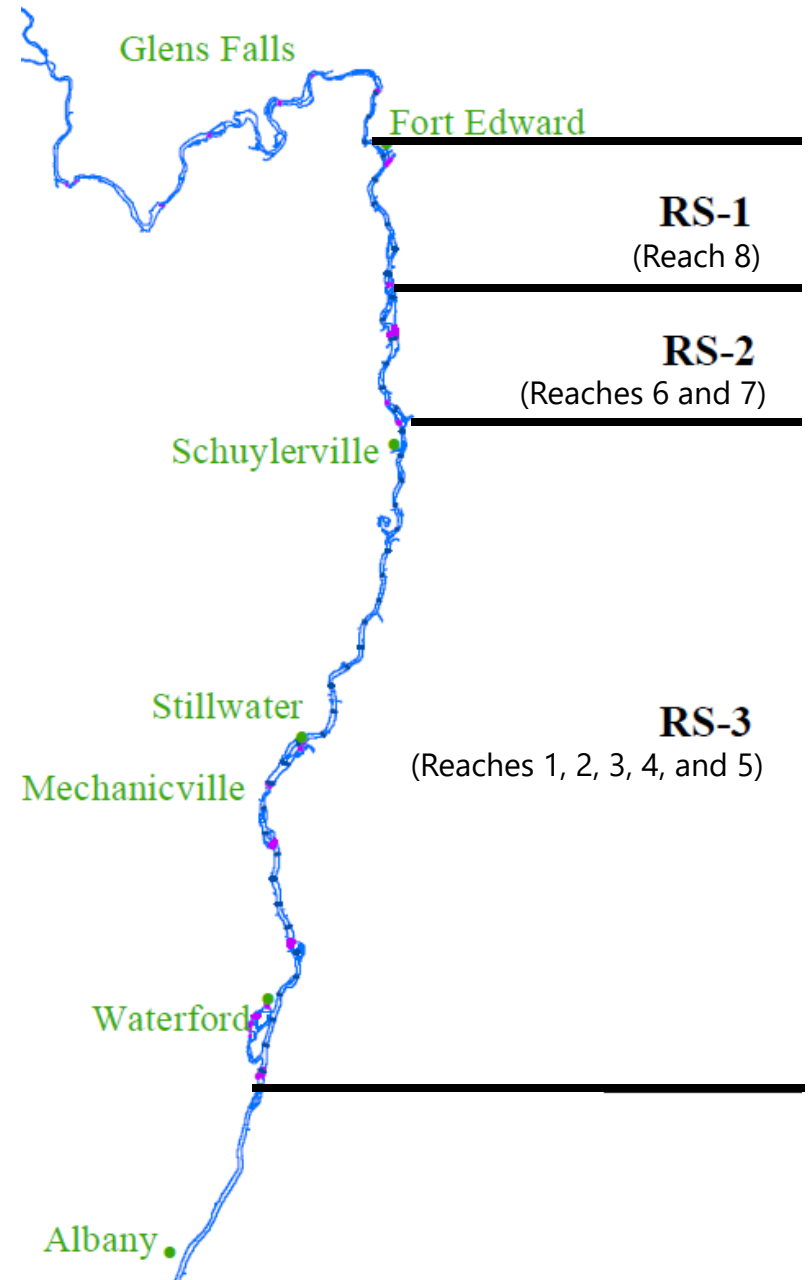 Glens Falls
Fort Edward
RS-1
(Reach 8)
RS-2
(Reaches 6 and 7)
Schuylerville
Stillwater
RS-3
(Reaches 1, 2, 3, 4, and 5)
Mechanicville
Waterford
Albany